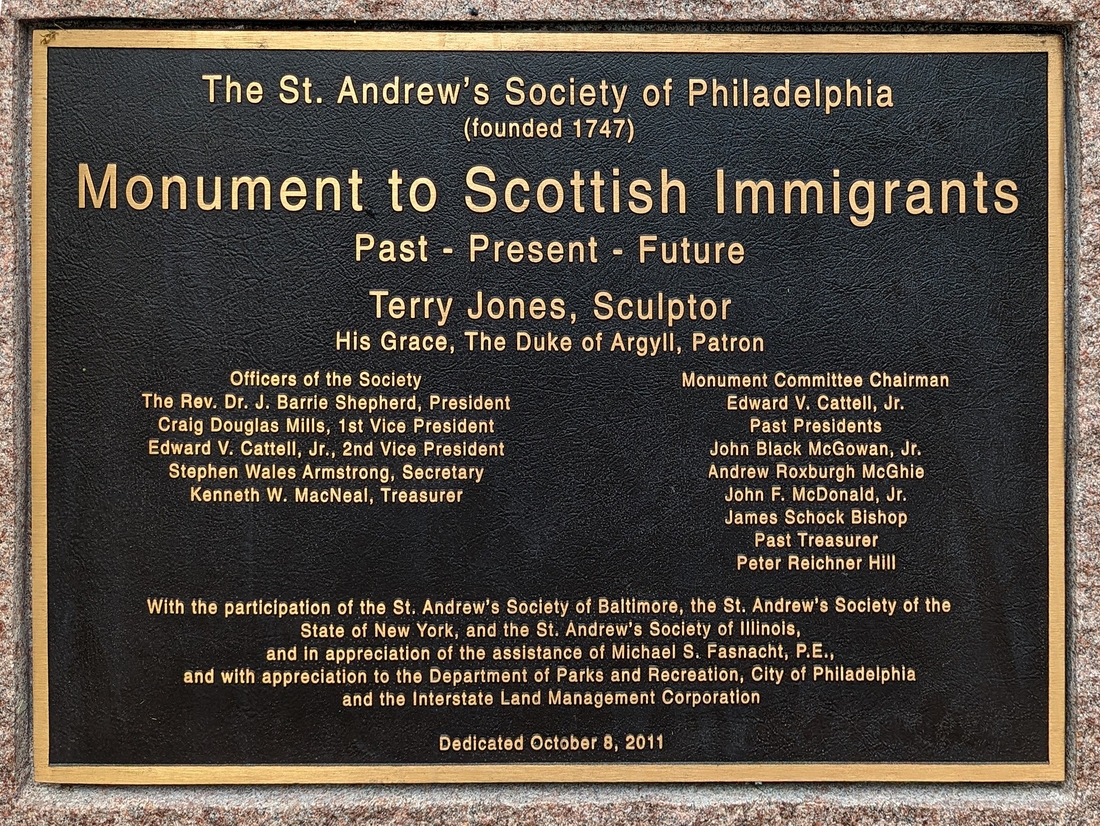 The St. Andrew's Society of Philadelphia
(founded 1747)
Monument to Scottish Immigrants
Past - Present - Future
Terry Jones, Sculptor
His Grace, The Duke of Argyll, Patron
Officers of the Society
The Rev. Dr. J. Barrie Shepherd, President
Craig Douglas Mills, 1st Vice President
Edward V. Cattell, Jr., 2nd Vice President
Stephen Wales Armstrong, Secretary
Kenneth W. MacNeal, Treasurer
Monument Committee Chairman
Edward V. Cattell, Jr.
Past Presidents
John Black McGowan, Jr.
Andrew Roxburgh McGhie
John F. McDonald, Jr.
James Schock Bishop
Past Treasurer
Peter Reichner Hill
With the participation of the St. Andrew's Society of Baltimore, the St. Andrew's Society of the
State of New York, and the St. Andrew's Society of Illinois,
and in appreciation of the assistance of Michael S. Fasnacht, P.E.,
and with appreciation to the Department of Parks and Recreation, City of Philadelphia
and the Interstate Land Management Corporation
Dedicated October 8, 2011